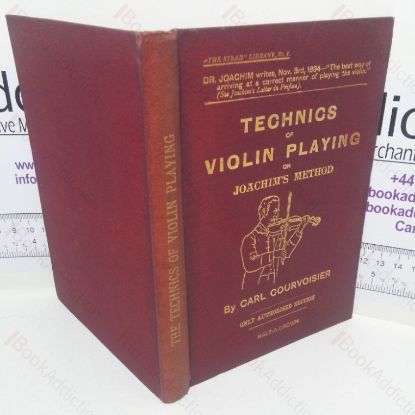 "THE STRAD" LIBRARY, No. 1.
DR. JOACHIM writes, Nov. 3rd, 1894—"The best way of
arriving at a correct manner of playing the violin."
(See Joachim's Letter in Preface).
TECHNICS
OF
VIOLIN PLAYING
ON
JOACHIM'S METHOD
By CARL COURVOISIER
ONLY AUTHORISED EDITION
HALF-A-CROWN
THE TECHNICS OF VIOLIN PLAYING
BookAddiction